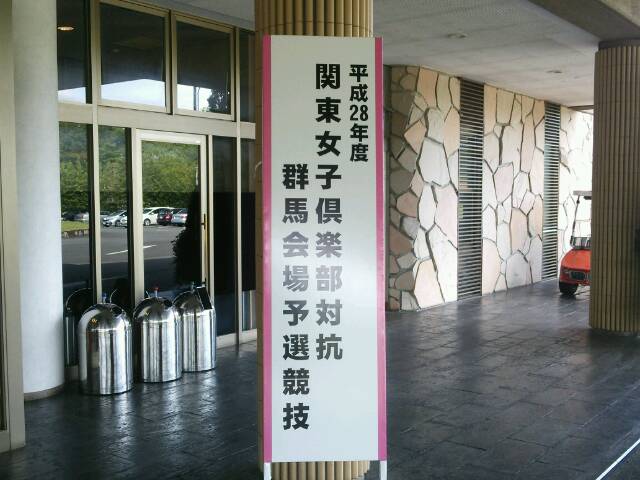 平成28年度
関東女子倶楽部対抗
群馬会場予選競技